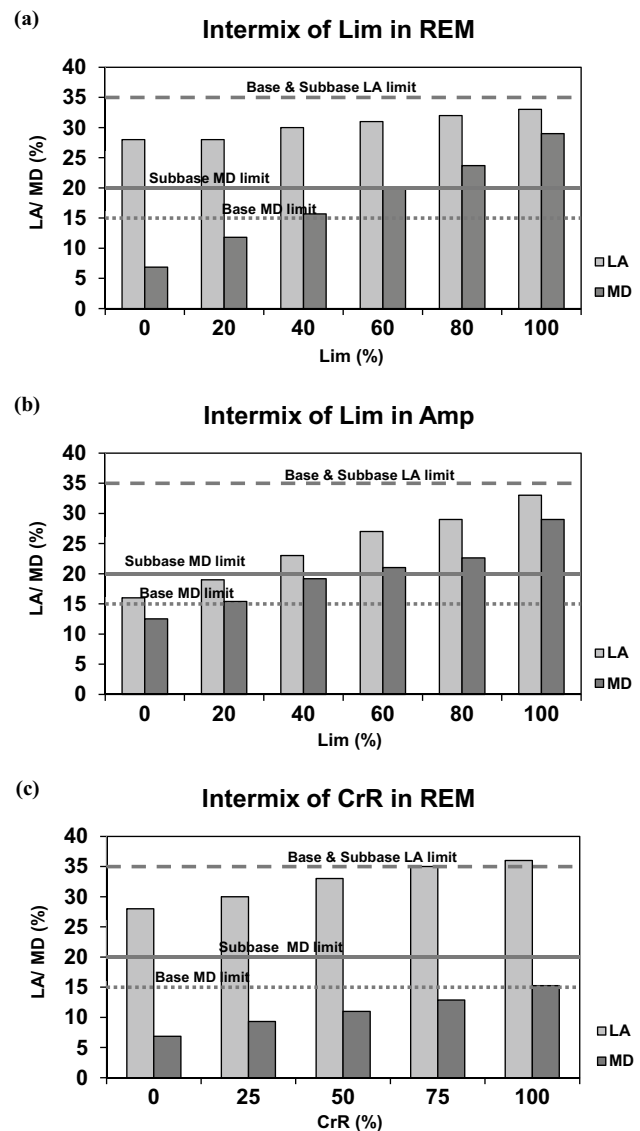 (a)
Intermix of Lim in REM
40
35
30
25
20
15
10
5
0
LA/ MD (%)
Base & Subbase LA limit
Subbase MD limit
Base MD limit
0 20 40 60 80 100
Lim (%)
LA
MD
(b)
Intermix of Lim in Amp
40
35
30
25
20
15
10
5
0
LA/ MD (%)
Base & Subbase LA limit
Subbase MD limit
Base MD limit
0 20 40 60 80 100
Lim (%)
LA
MD
(c)
Intermix of CrR in REM
40
35
30
25
20
15
10
5
0
LA/ MD (%)
Base & Subbase LA limit
Subbase MD limit
Base MD limit
0 25 50 75 100
CrR (%)
LA
MD